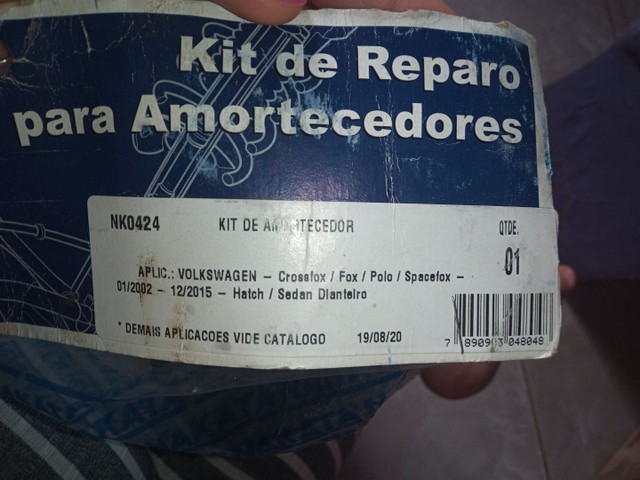 Kit de Reparo
para Amortecedores
NK0424 KIT DE AMORTECEDOR QTDE.
01
APLIC.: VOLKSWAGEN - Crosfox / Fox / Polo / Spacefox -
01/2002 - 12/2015 - Hatch / Sedan Dianteiro
* DEMAIS APLICACOES VIDE CATALOGO 19/08/20
7 890903 048048